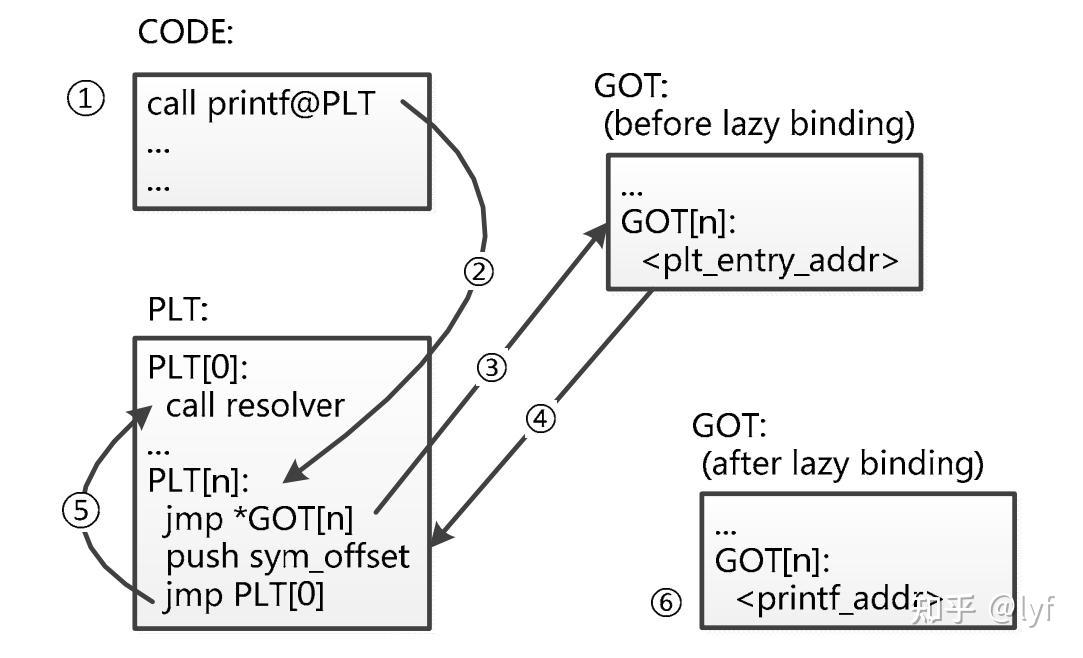 CODE:
①
call printf@PLT
...
...
②
PLT:
PLT[0]:
call resolver
...
PLT[n]:
jmp *GOT[n]
push sym_offset
jmp PLT[0]
⑤
③
④
GOT:
(before lazy binding)
...
GOT[n]:
<plt_entry_addr>
GOT:
(after lazy binding)
...
GOT[n]:
<printf_addr>
⑥
知乎 @lyf